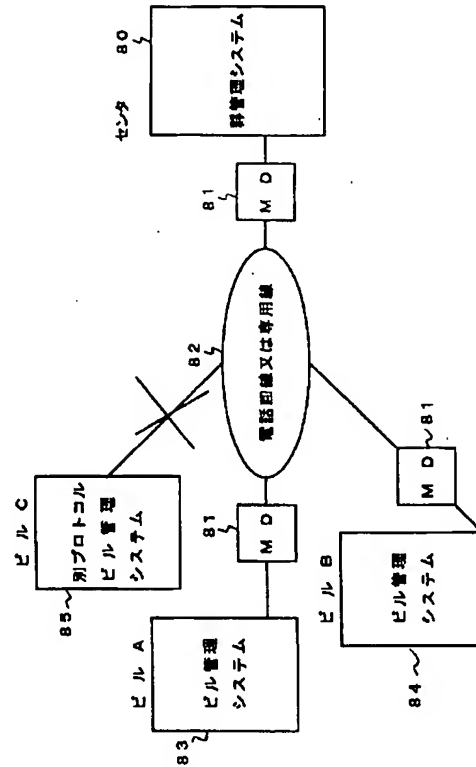 ビル A
ビル管理
システム
83
81
M D
ビル C
別プロトコル
ビル管理
システム
85
ビル B
ビル管理
システム
84
M D
81
82
電話回線又は専用線
81
M D
センタ
80
群管理システム